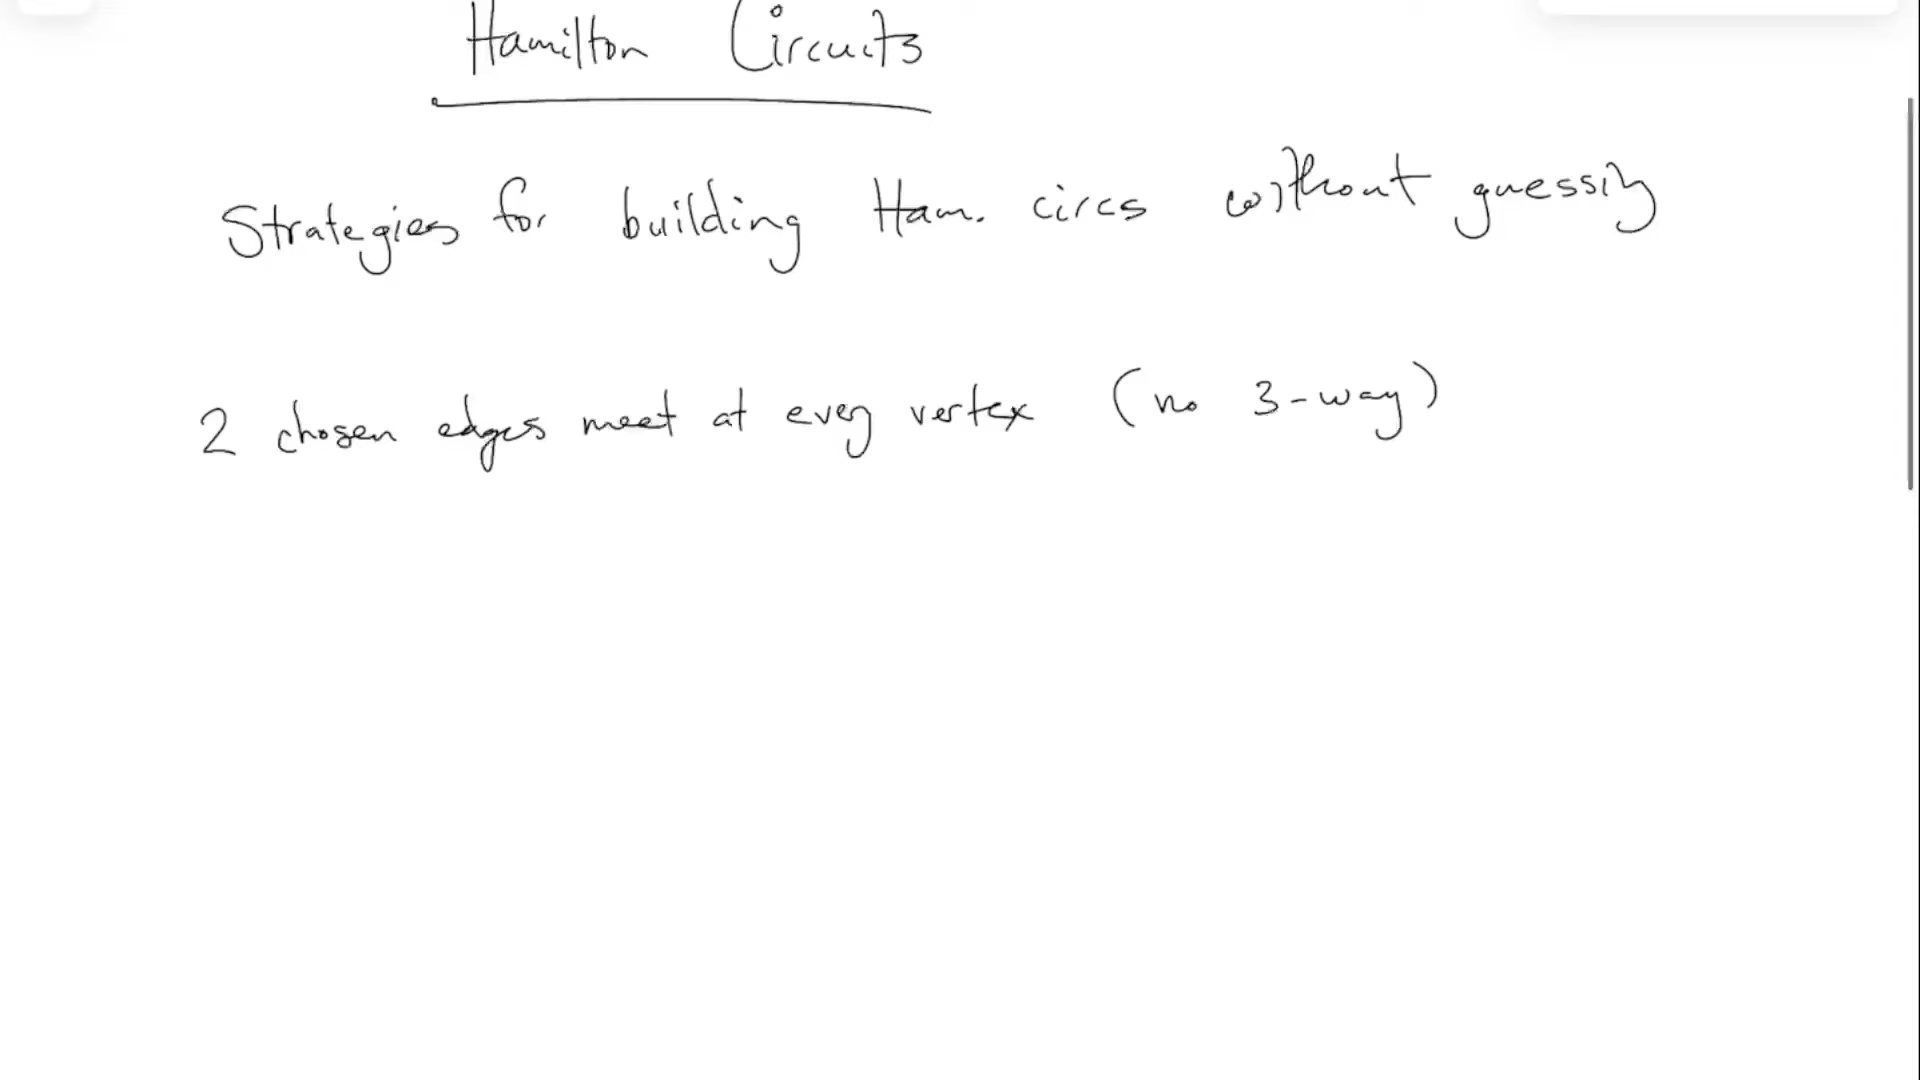 Hamilton Circuits
Strategies for building Ham. circs without guessing
2 chosen edges meet at every vertex (no 3-way)